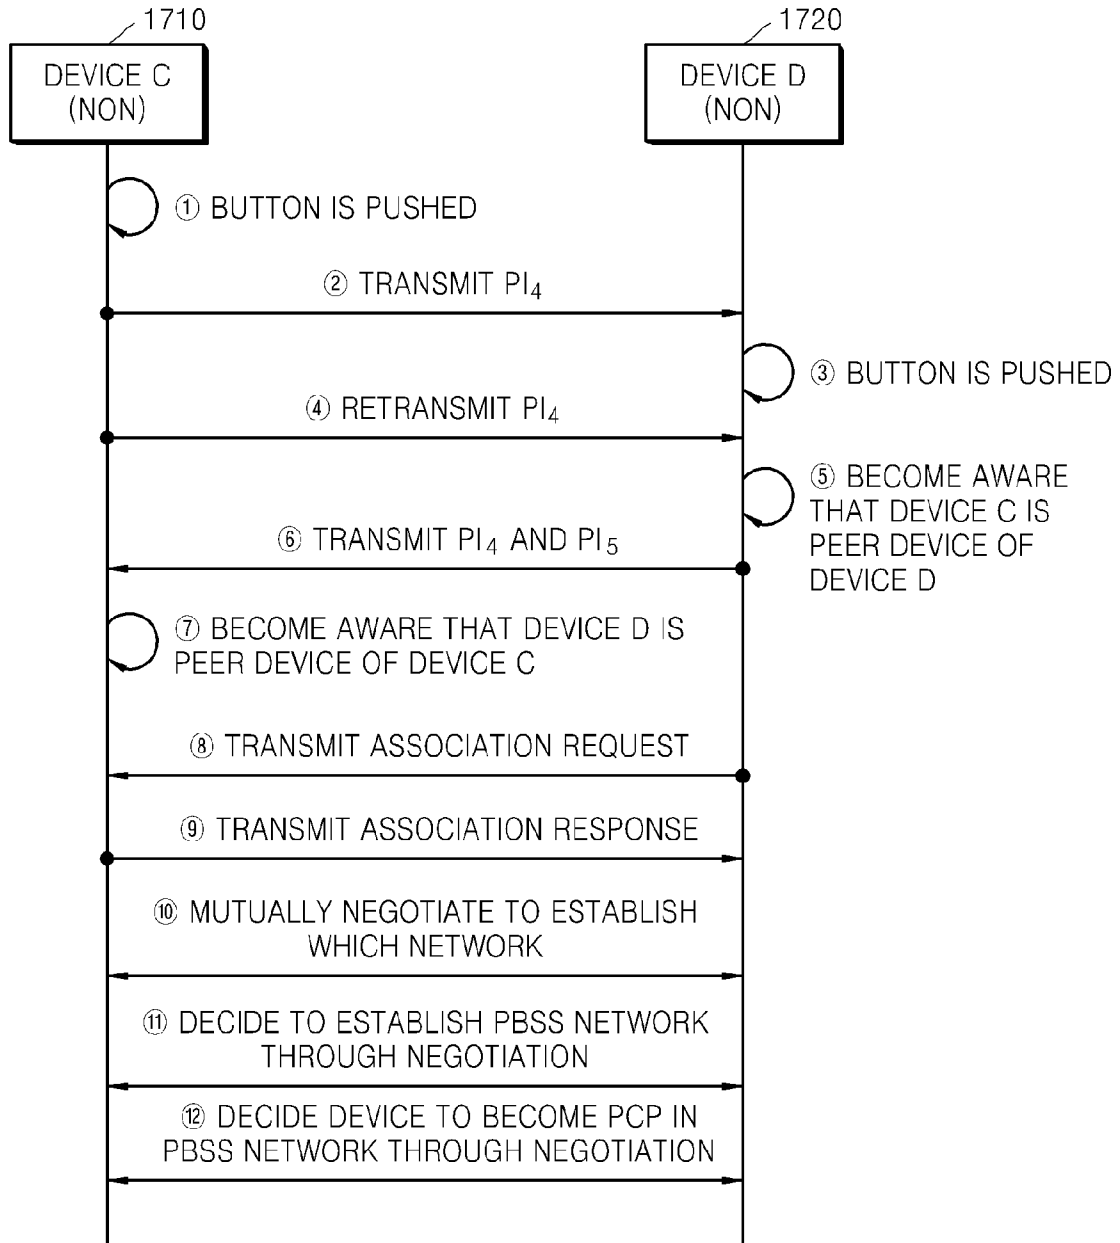 1710
1720
DEVICE C
(NON)
DEVICE D
(NON)
① BUTTON IS PUSHED
② TRANSMIT PI4
③ BUTTON IS PUSHED
④ RETRANSMIT PI4
⑤ BECOME AWARE
THAT DEVICE C IS
PEER DEVICE OF
DEVICE D
⑥ TRANSMIT PI4 AND PI5
⑦ BECOME AWARE THAT DEVICE D IS
PEER DEVICE OF DEVICE C
⑧ TRANSMIT ASSOCIATION REQUEST
⑨ TRANSMIT ASSOCIATION RESPONSE
⑩ MUTUALLY NEGOTIATE TO ESTABLISH
WHICH NETWORK
⑪ DECIDE TO ESTABLISH PBSS NETWORK
THROUGH NEGOTIATION
⑫ DECIDE DEVICE TO BECOME PCP IN
PBSS NETWORK THROUGH NEGOTIATION